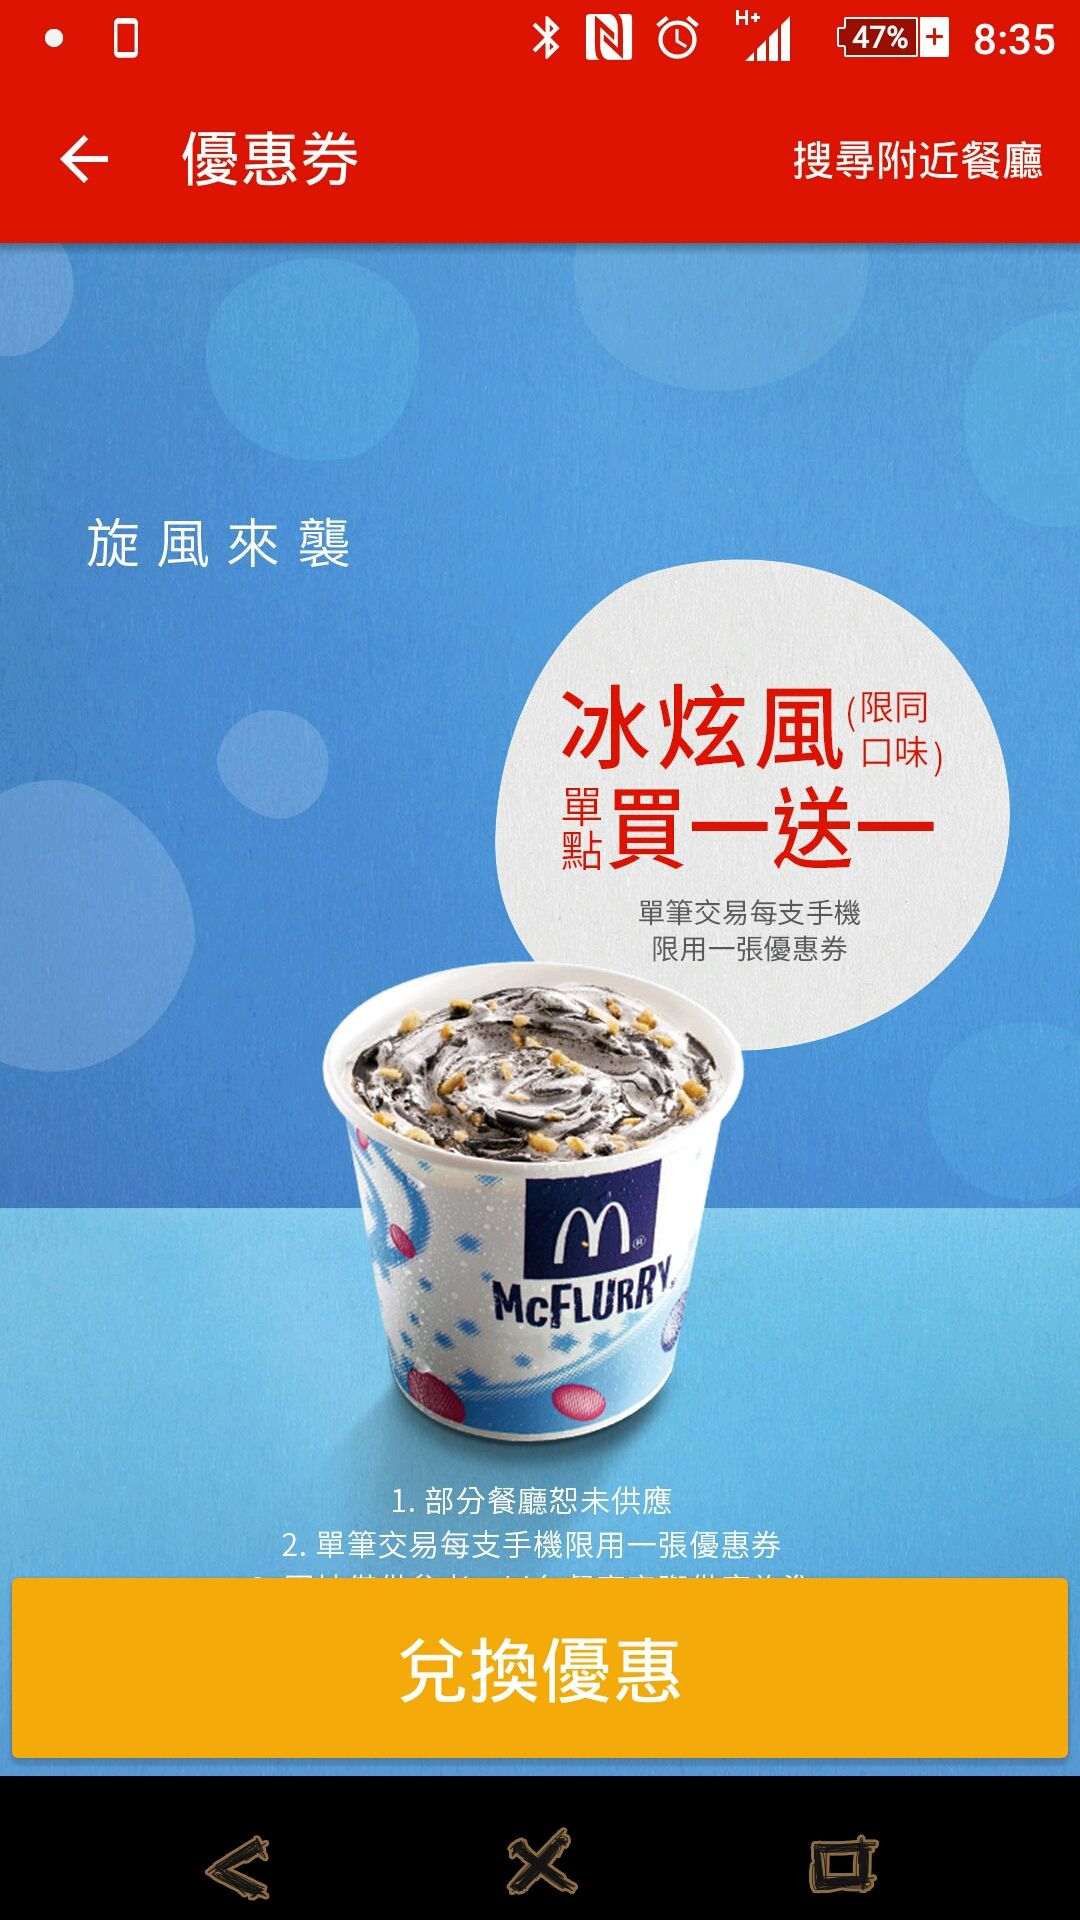 H+
47%
8:35
優惠券
搜尋附近餐廳
旋風來襲
冰炫風(限同口味)
單點買一送一
單筆交易每支手機
限用一張優惠券
M
McFLURRY
1. 部分餐廳恕未供應
2. 單筆交易每支手機限用一張優惠券
兌換優惠